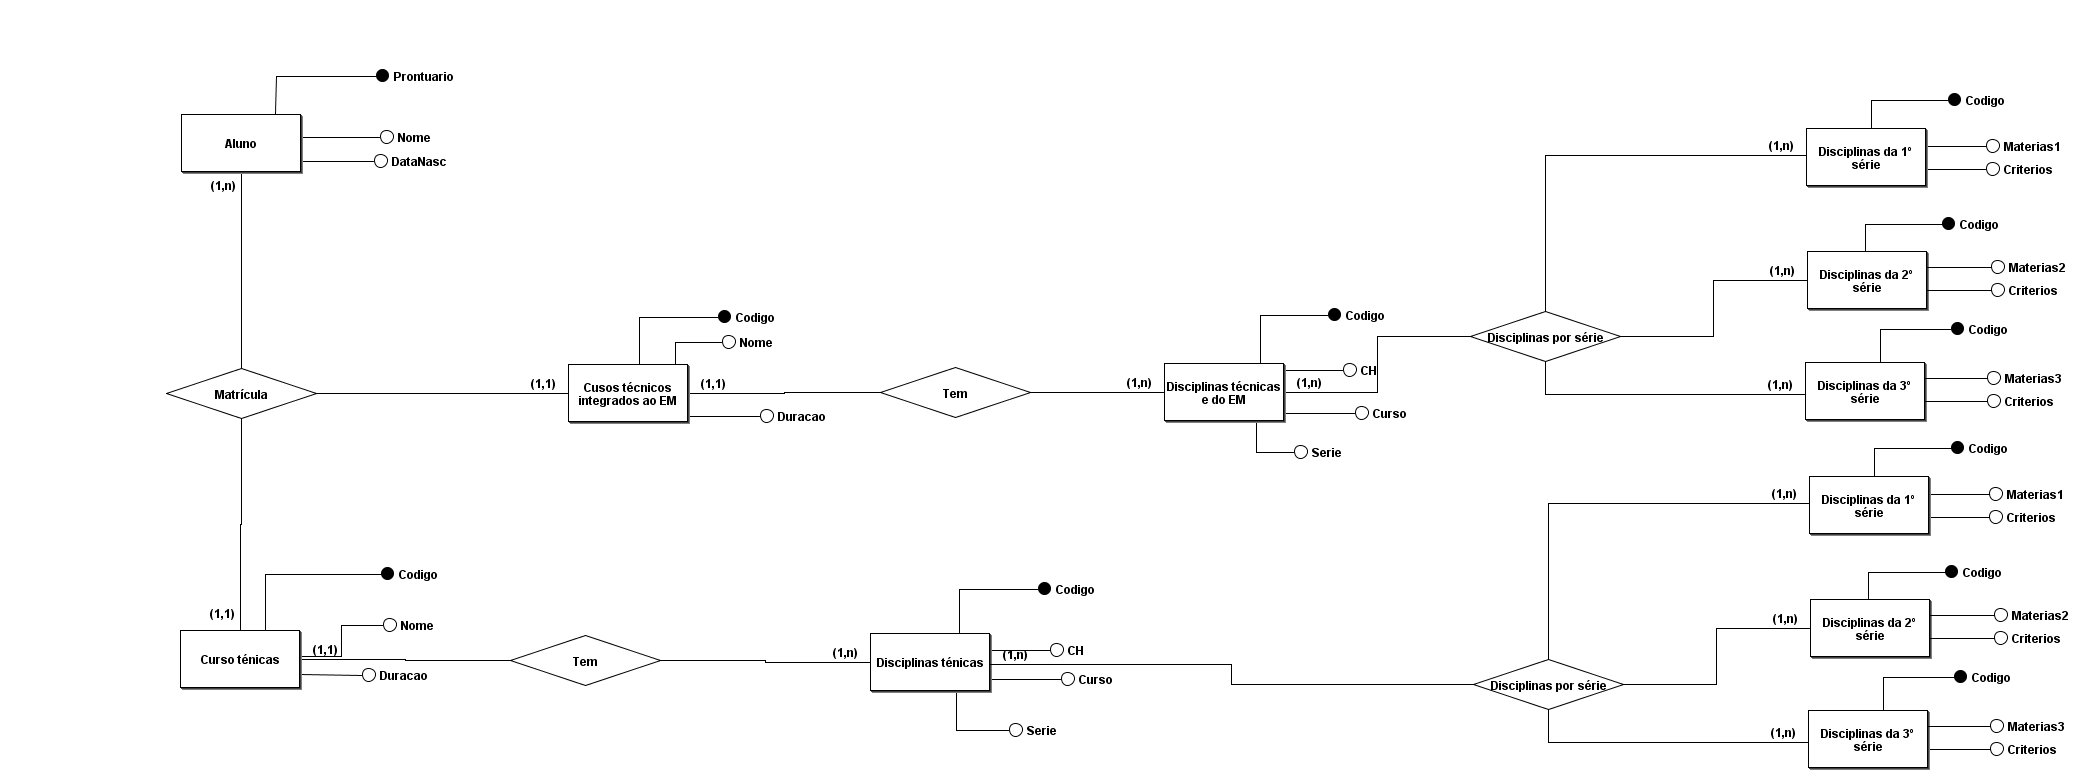 Prontuario
Aluno
Nome
DataNasc
(1,n)
Matrícula
(1,1)
Codigo
Nome
Cusos técnicos
integrados ao EM
(1,1)
Duracao
Tem
(1,n)
Codigo
Disciplinas técnicas
e do EM
CH
(1,n)
Curso
Serie
Disciplinas por série
(1,n)
Codigo
Disciplinas da 1°
série
Materias1
Criterios
(1,n)
Codigo
Disciplinas da 2°
série
Materias2
Criterios
(1,n)
Codigo
Disciplinas da 3°
série
Materias3
Criterios
(1,1)
Codigo
Curso ténicas
Nome
(1,1)
Duracao
Tem
(1,n)
Codigo
Disciplinas ténicas
CH
(1,n)
Curso
Serie
Disciplinas por série
(1,n)
Codigo
Disciplinas da 1°
série
Materias1
Criterios
(1,n)
Codigo
Disciplinas da 2°
série
Materias2
Criterios
(1,n)
Codigo
Disciplinas da 3°
série
Materias3
Criterios